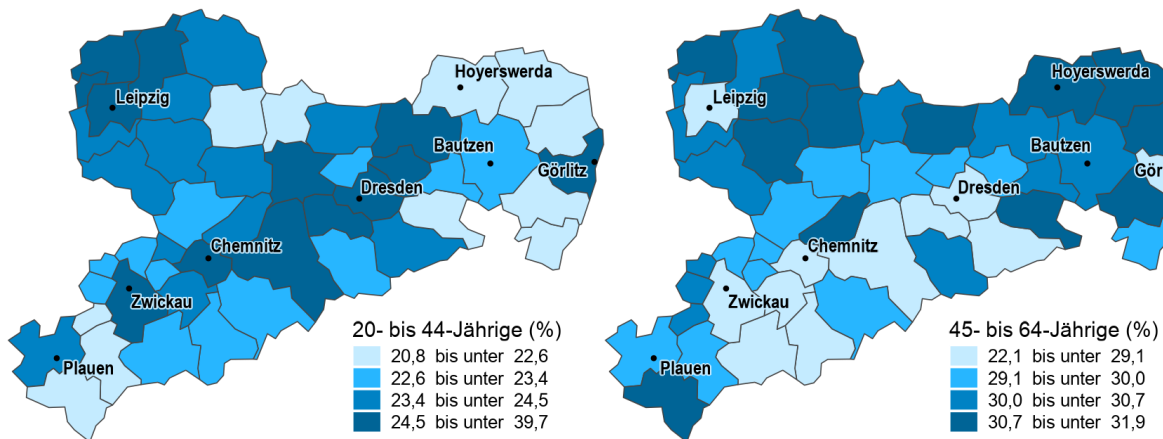 Hoyerswerda
Leipzig
Bautzen
Görlitz
Dresden
Chemnitz
Zwickau
Plauen
20- bis 44-Jährige (%)
20,8 bis unter 22,6
22,6 bis unter 23,4
23,4 bis unter 24,5
24,5 bis unter 39,7
Hoyerswerda
Leipzig
Bautzen
Gör
Dresden
Chemnitz
Zwickau
Plauen
45- bis 64-Jährige (%)
22,1 bis unter 29,1
29,1 bis unter 30,0
30,0 bis unter 30,7
30,7 bis unter 31,9